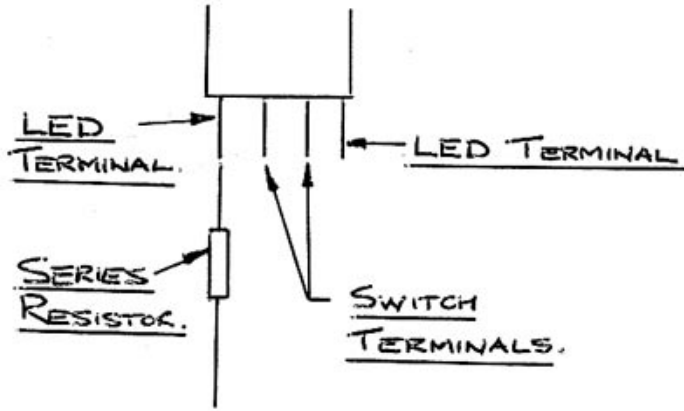 LED
TERMINAL.
LED TERMINAL
SERIES
RESISTOR.
SWITCH
TERMINALS.